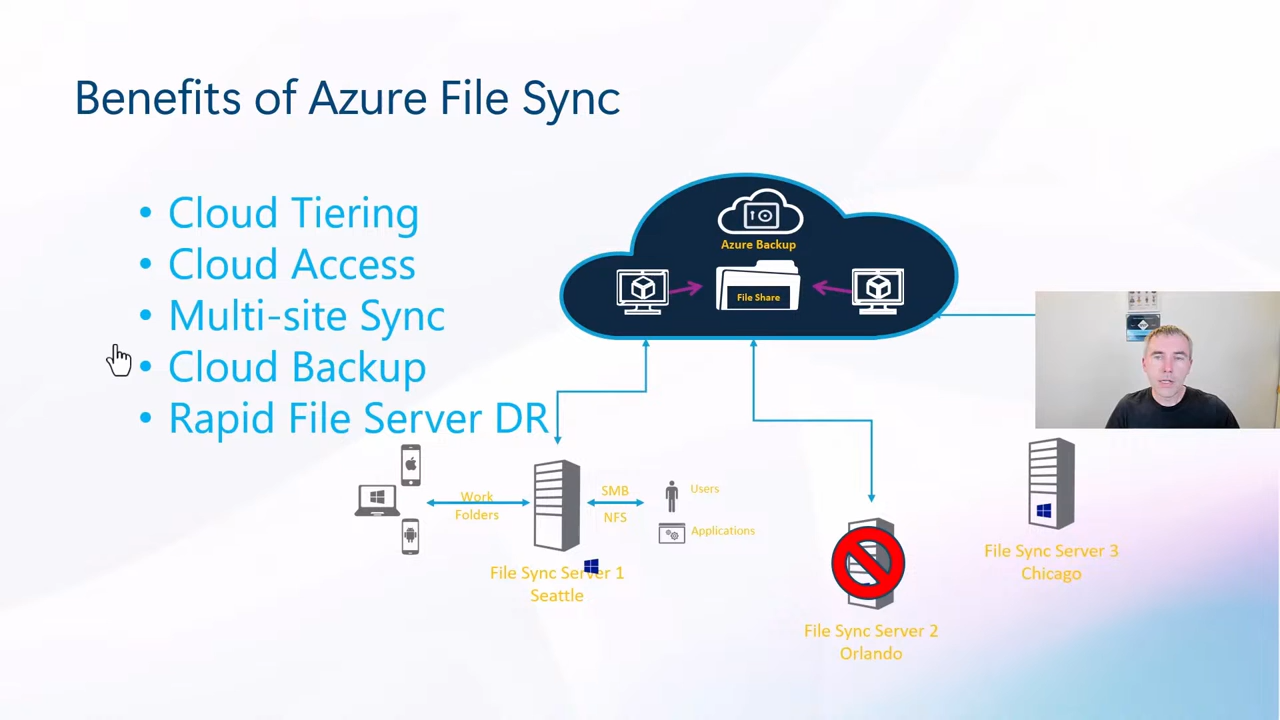 Benefits of Azure File Sync
• Cloud Tiering
• Cloud Access
• Multi-site Sync
• Cloud Backup
• Rapid File Server DR
Azure Backup
File Share
Work
Folders
SMB
NFS
Users
Applications
File Sync Server 1
Seattle
File Sync Server 2
Orlando
File Sync Server 3
Chicago